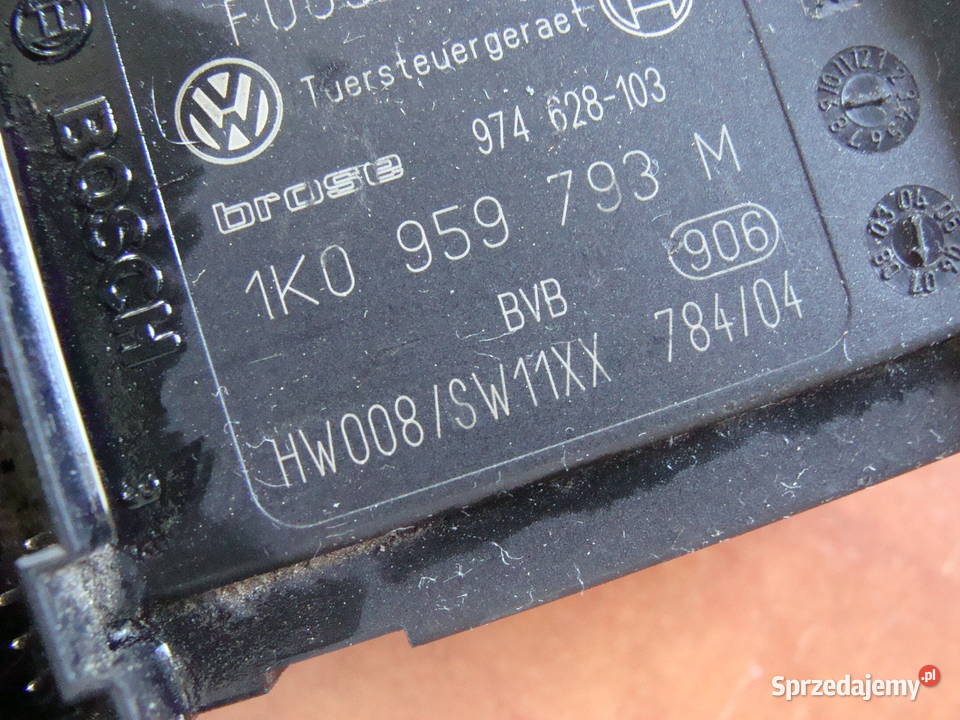 Tuersteuergeraet
974 628-103
brose
1K0 959 793 M
906
BVB
HW008/SW11XX 784/04
BOSCH
Sprzedajemy.pl